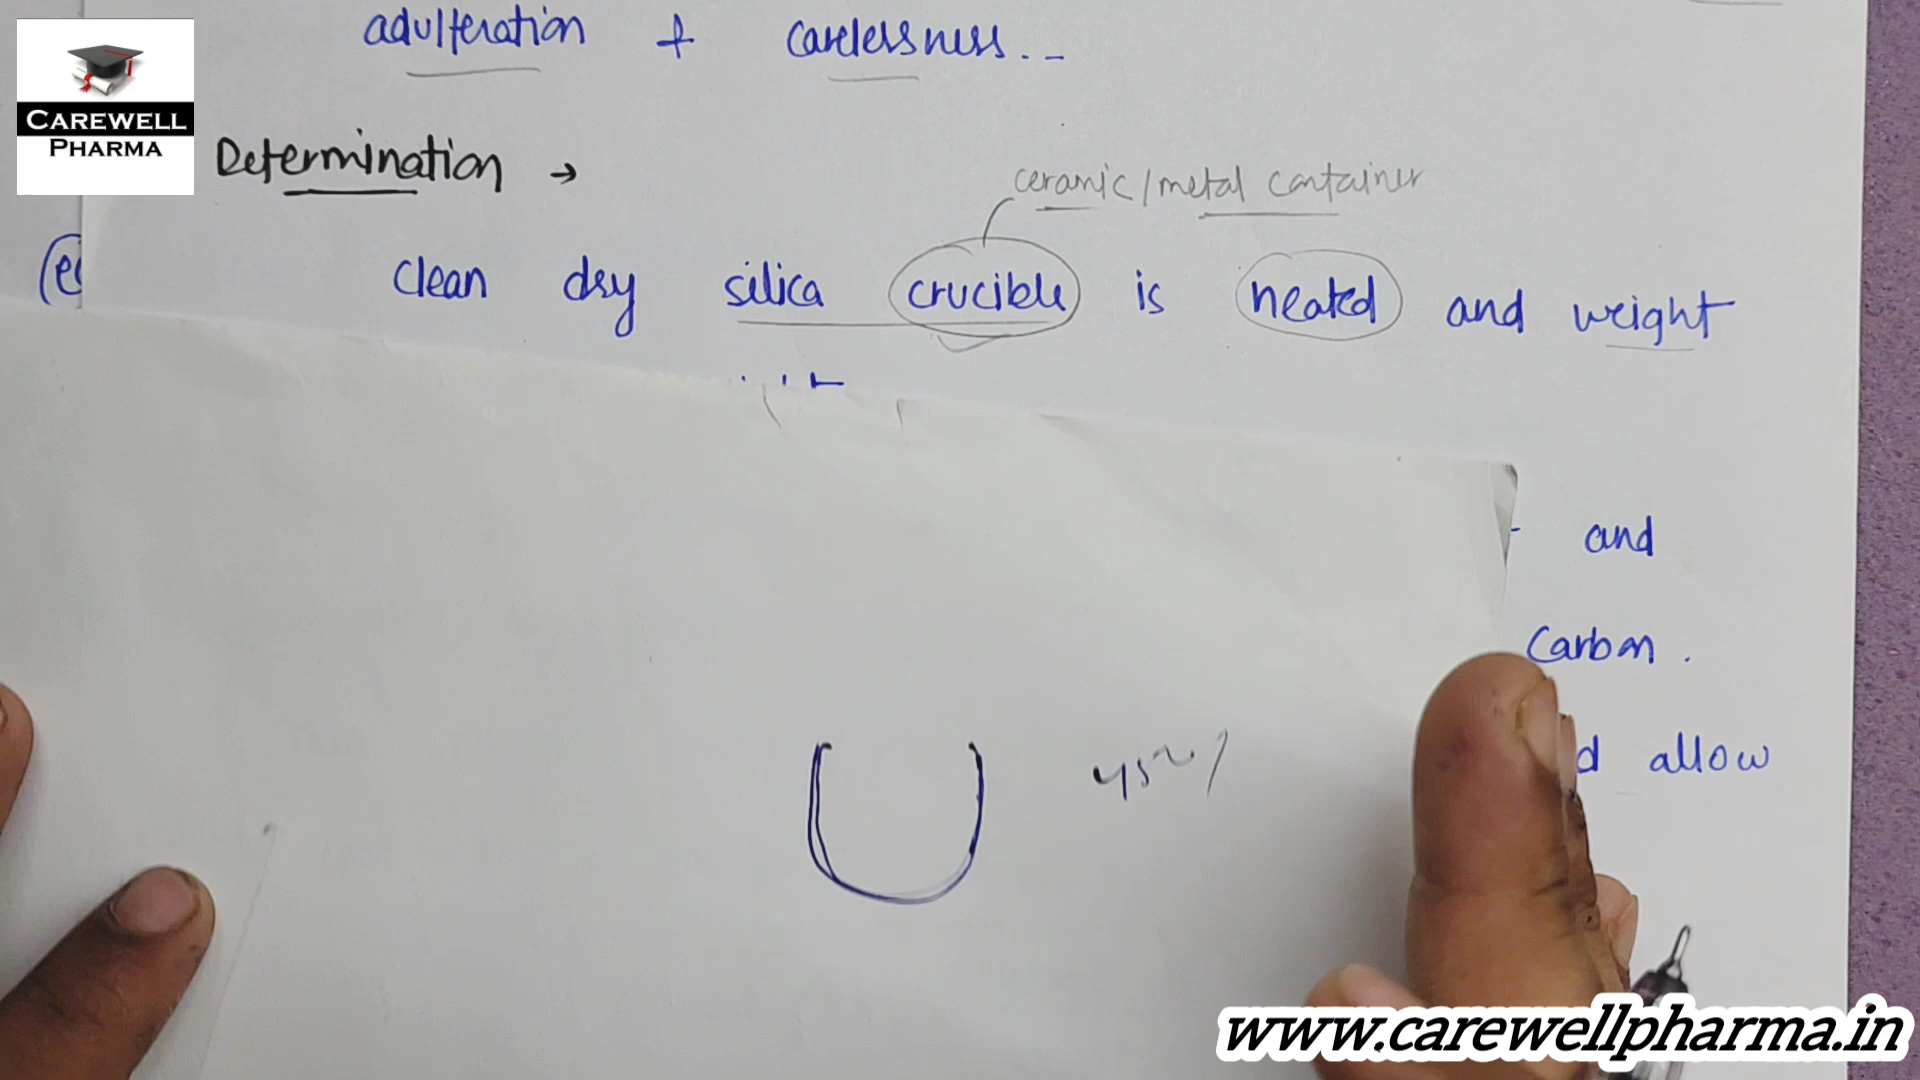 adulteration + carelessness..
CAREWELL
PHARMA
Determination →
ceramic/metal container
clean dry silica crucible is heated and weight
and
Carbon.
allow
www.carewellpharma.in